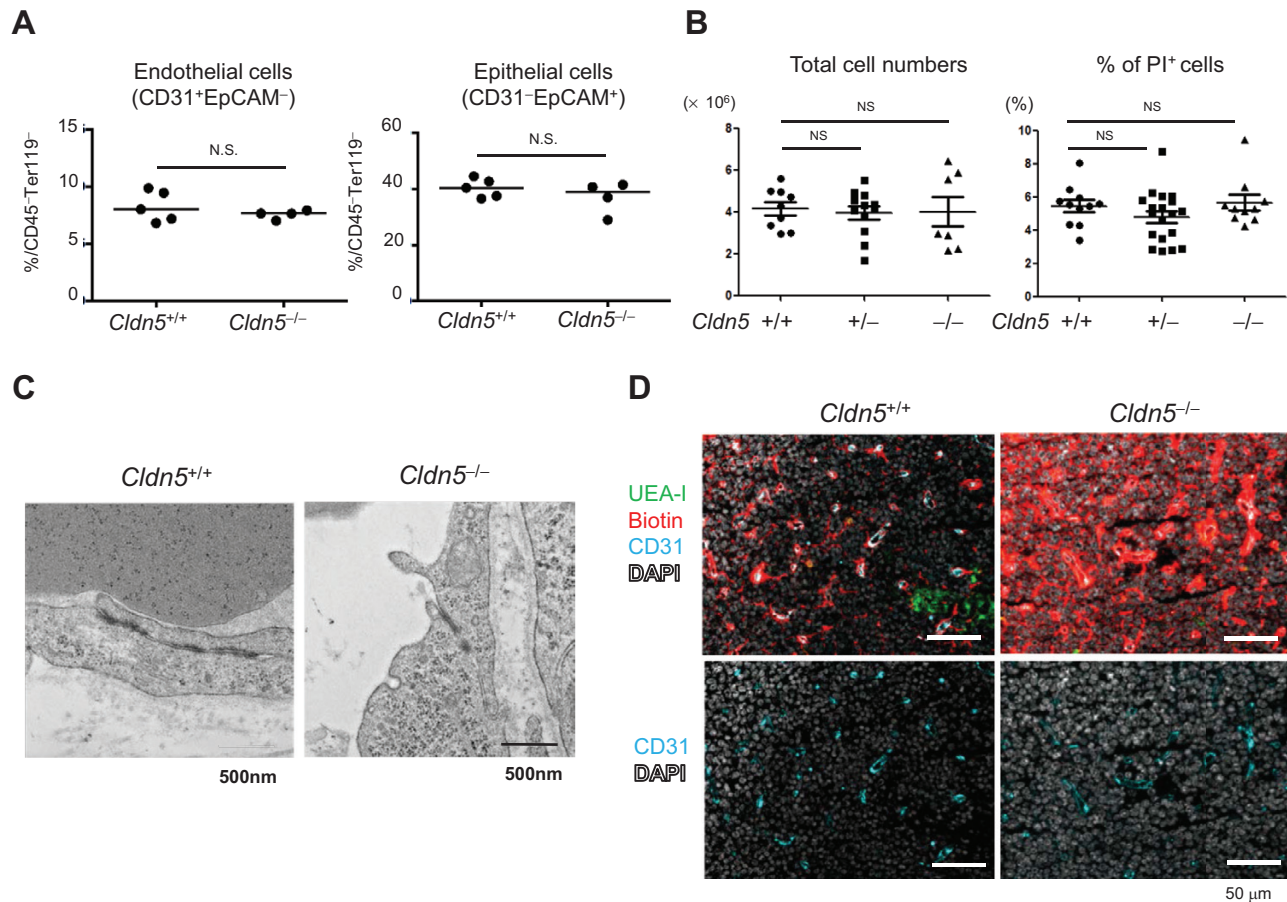 A
Endothelial cells
(CD31⁺EpCAM⁻)
%/CD45⁻Ter119⁻
15
10
5
0
N.S.
Cldn5⁺/⁺
Cldn5⁻/⁻
Epithelial cells
(CD31⁻EpCAM⁺)
%/CD45⁻Ter119⁻
60
40
20
0
N.S.
Cldn5⁺/⁺
Cldn5⁻/⁻
B
Total cell numbers
(× 10⁶)
NS
NS
8
6
4
2
0
Cldn5 +/+ +/– –/–
% of PI⁺ cells
(%)
NS
NS
10
8
6
4
2
0
Cldn5 +/+ +/– –/–
C
Cldn5⁺/⁺
Cldn5⁻/⁻
500nm
500nm
D
Cldn5⁺/⁺
Cldn5⁻/⁻
UEA-I
Biotin
CD31
DAPI
CD31
DAPI
50 μm